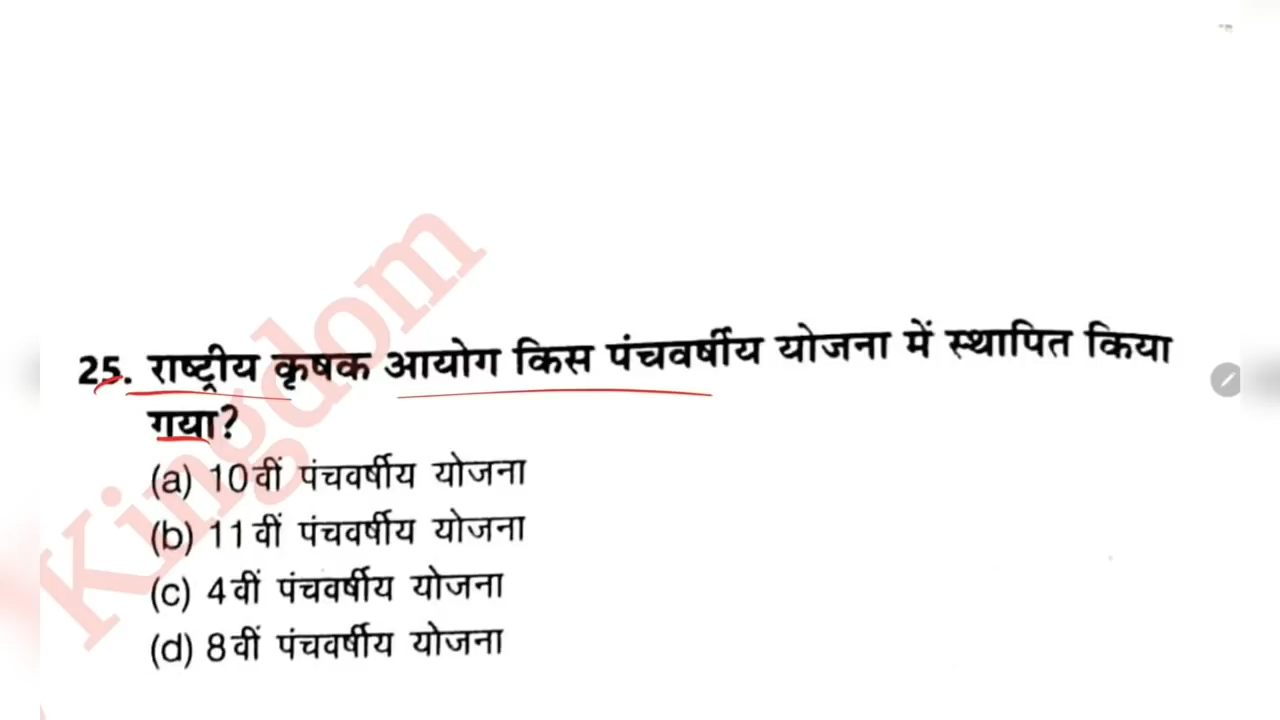 25. राष्ट्रीय कृषक आयोग किस पंचवर्षीय योजना में स्थापित किया
गया?
(a) 10वीं पंचवर्षीय योजना
(b) 11वीं पंचवर्षीय योजना
(c) 4वीं पंचवर्षीय योजना
(d) 8वीं पंचवर्षीय योजना
Kingdom